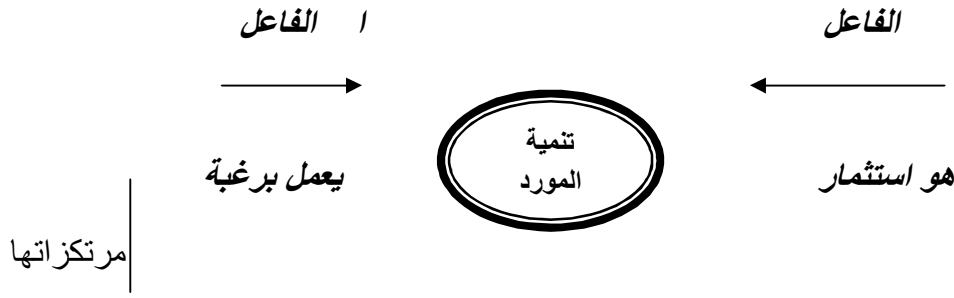 الفاعل
ا الفاعل
تنمية
المورد
هو استثمار
يعمل برغبة
مرتكزاتها